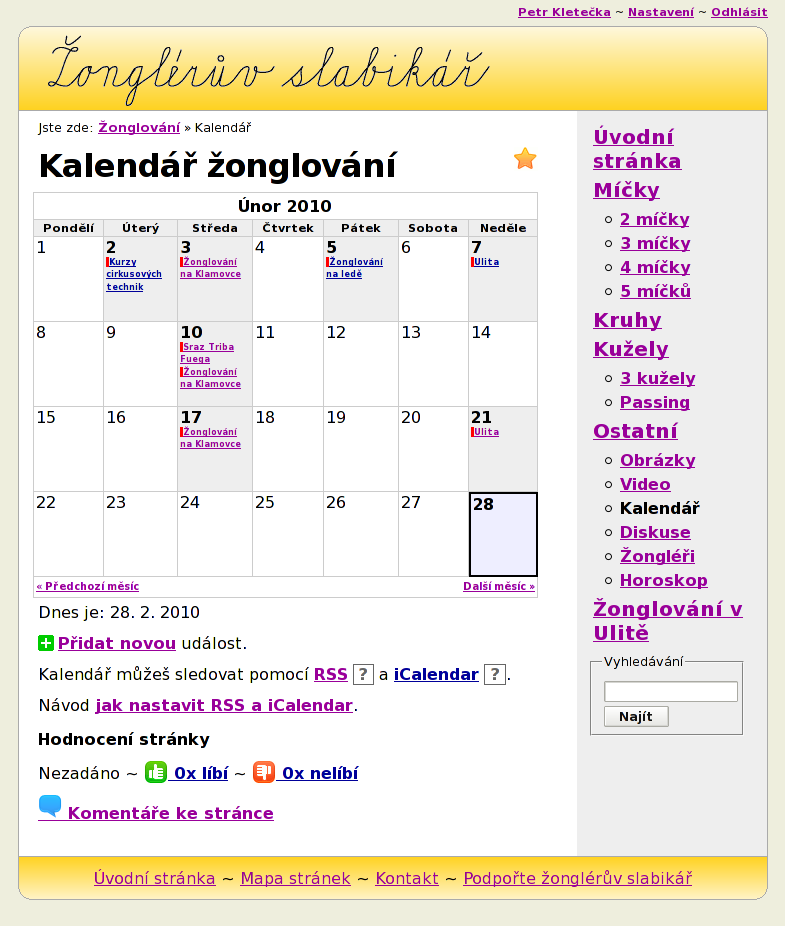 Petr Kletečka ~ Nastavení ~ Odhlásit
Žonglérův slabikář
Jste zde: Žonglování » Kalendář
Kalendář žonglování
Únor 2010
Pondělí Úterý Středa Čtvrtek Pátek Sobota Neděle
1 2 3 4 5 6 7
Kurzy cirkusových technik
Žonglování na Klamovce
Žonglování na ledě
Ulita
8 9 10 11 12 13 14
Sraz Triba Fuega
Žonglování na Klamovce
15 16 17 18 19 20 21
Žonglování na Klamovce
Ulita
22 23 24 25 26 27 28
« Předchozí měsíc Další měsíc »
Dnes je: 28. 2. 2010
Přidat novou událost.
Kalendář můžeš sledovat pomocí RSS ? a iCalendar ?.
Návod jak nastavit RSS a iCalendar.
Hodnocení stránky
Nezadáno ~ 0x líbí ~ 0x nelíbí
Komentáře ke stránce
Úvodní stránka
Míčky
2 míčky
3 míčky
4 míčky
5 míčků
Kruhy
Kužely
3 kužely
Passing
Ostatní
Obrázky
Video
Kalendář
Diskuse
Žongléři
Horoskop
Žonglování v Ulitě
Vyhledávání
Najít
Úvodní stránka ~ Mapa stránek ~ Kontakt ~ Podpořte žonglérův slabikář